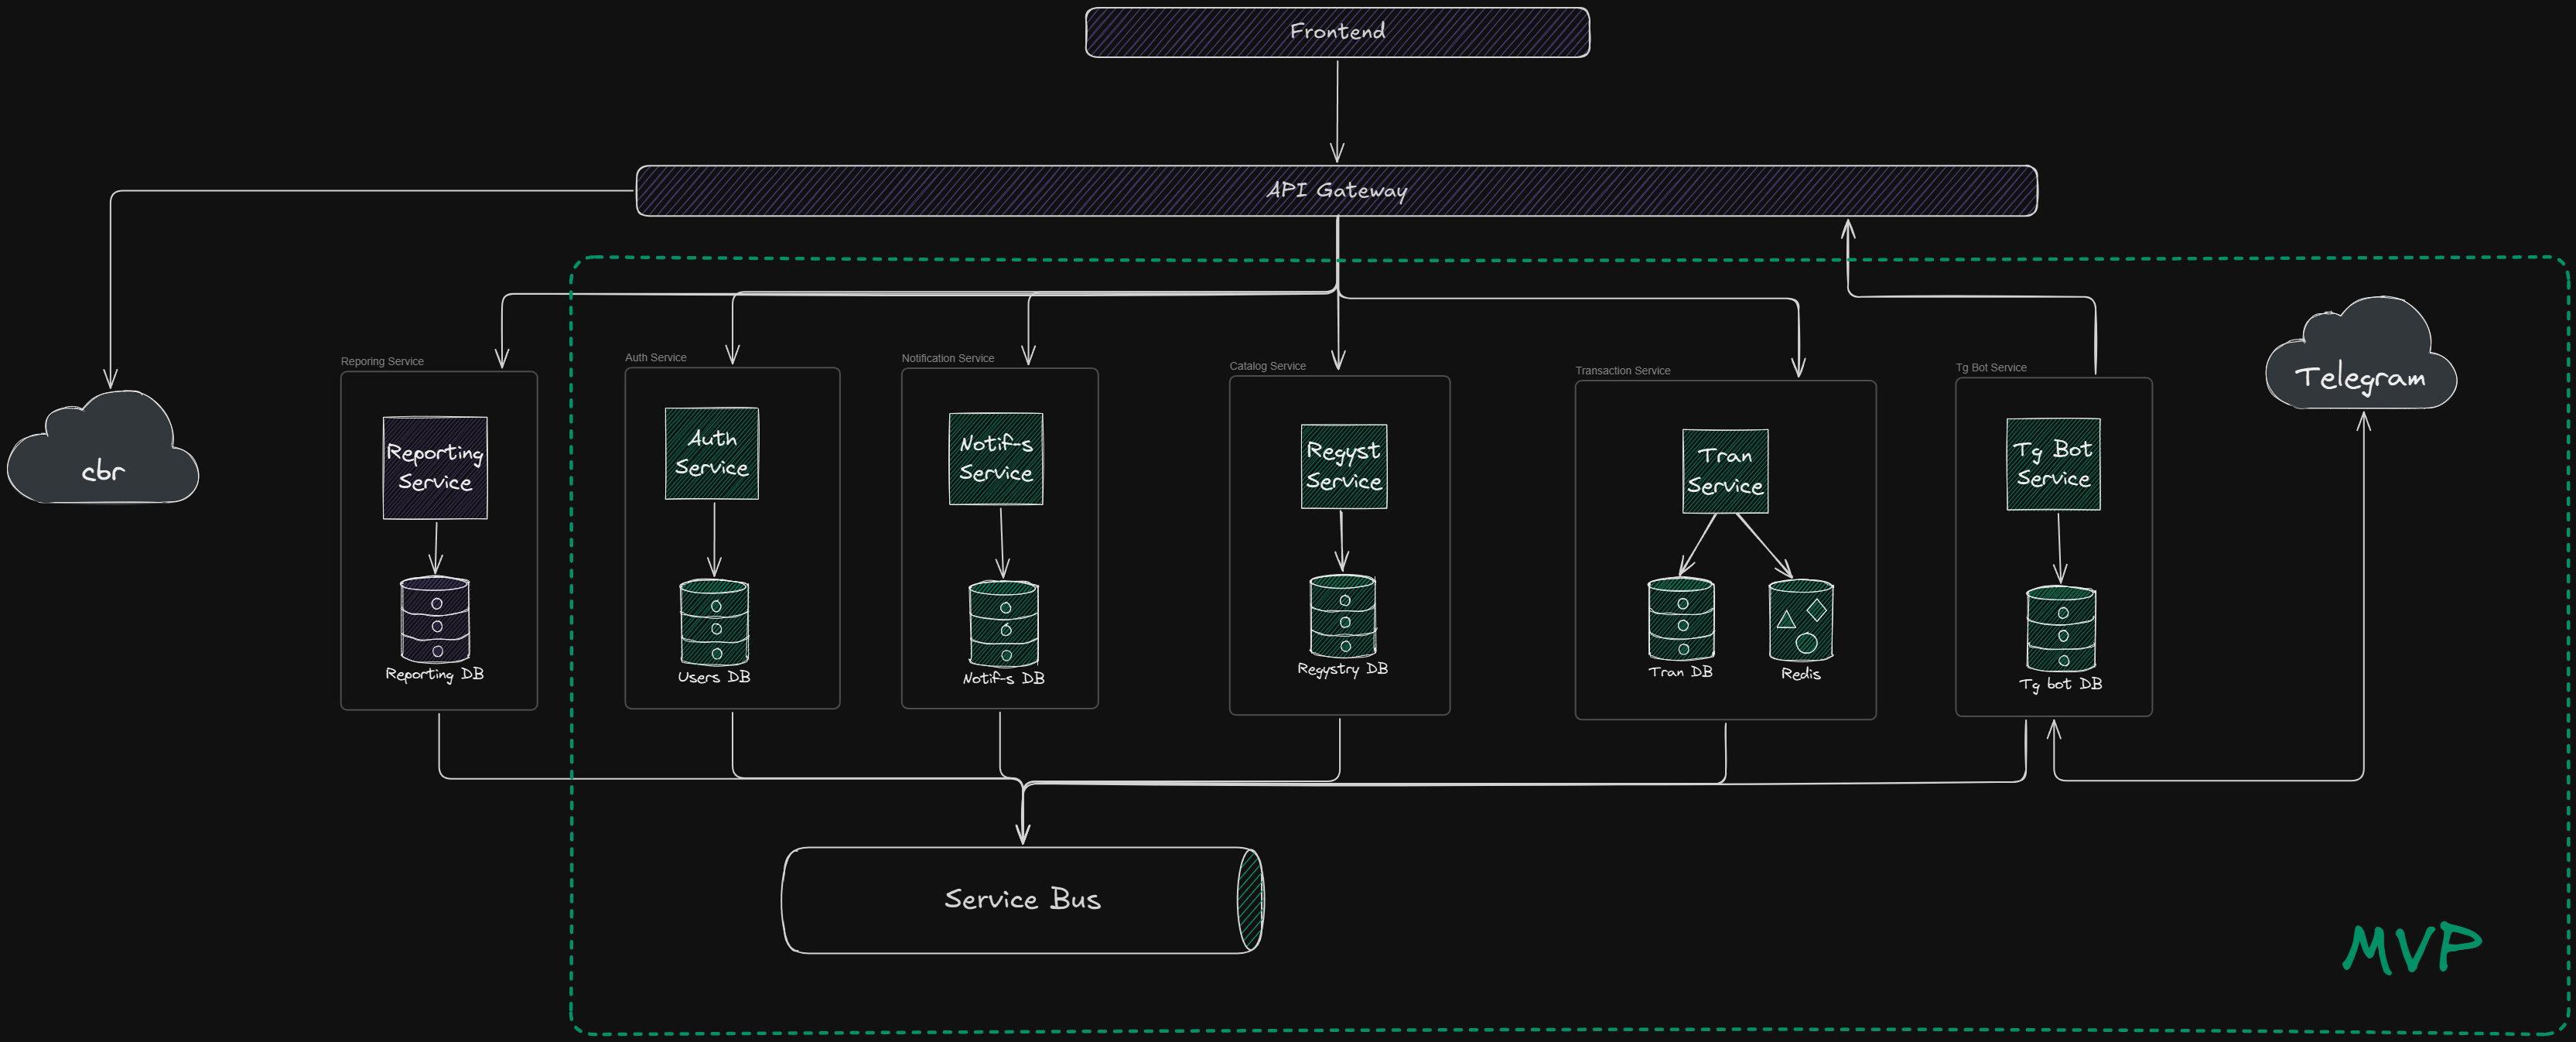 Frontend
API Gateway
Reporing Service
Auth Service
Notification Service
Catalog Service
Transaction Service
Tg Bot Service
Telegram
cbr
Reporting
Service
Auth
Service
Notif-s
Service
Regyst
Service
Tran
Service
Tg Bot
Service
Reporting DB
Users DB
Notif-s DB
Regystry DB
Tran DB
Redis
Tg bot DB
Service Bus
MVP